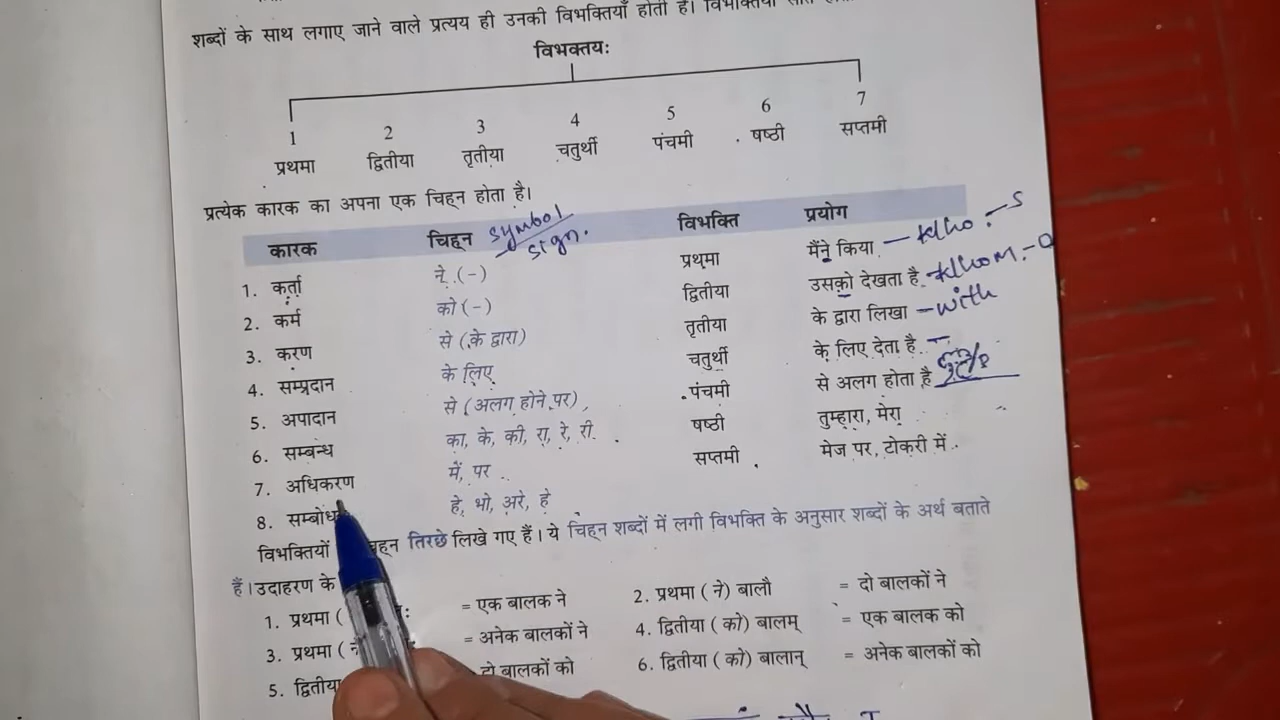 शब्दों के साथ लगाए जाने वाले प्रत्यय ही उनकी विभक्तियाँ होती हैं। विभक्तियाँ सात
विभक्तयः
1 2 3 4 5 6 7
प्रथमा द्वितीया तृतीया चतुर्थी पंचमी षष्ठी सप्तमी
प्रत्येक कारक का अपना एक चिह्न होता है।
कारक चिह्न symbol sign. विभक्ति प्रयोग
1. कर्ता ने (-) प्रथमा मैंने किया - who - S
2. कर्म को (-) द्वितीया उसको देखता है - whom - O
3. करण से (के द्वारा) तृतीया के द्वारा लिखा - with
4. सम्प्रदान के लिए चतुर्थी के लिए देता है
5. अपादान से (अलग होने पर) पंचमी से अलग होता है
6. सम्बन्ध का, के, की, रा, रे, री षष्ठी तुम्हारा, मेरा
7. अधिकरण में, पर सप्तमी मेज पर, टोकरी में
8. हे, भो, अरे, हे
विभक्तियों चिह्न तिरछे लिखे गए हैं। ये चिह्न शब्दों में लगी विभक्ति के अनुसार शब्दों के अर्थ बताते
हैं। उदाहरण के
1. प्रथमा ( = एक बालक ने 2. प्रथमा (ने) बालौ = दो बालकों ने
3. प्रथमा ( = अनेक बालकों ने 4. द्वितीया (को) बालम् = एक बालक को
5. द्वितीया दो बालकों को 6. द्वितीया (को) बालान् = अनेक बालकों को